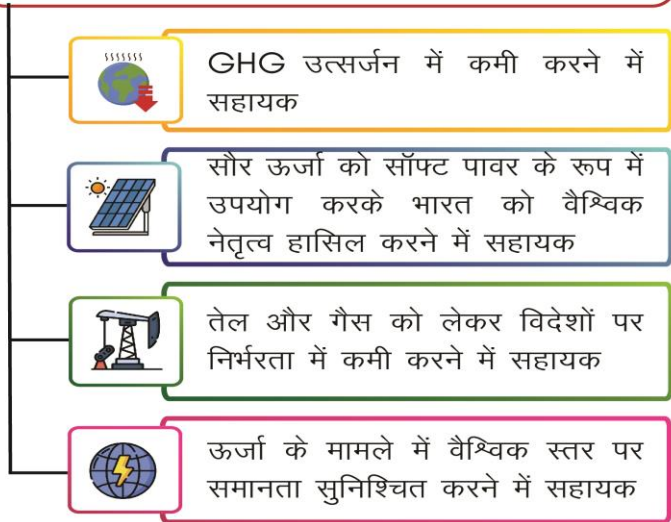 GHG उत्सर्जन में कमी करने में
सहायक
सौर ऊर्जा को सॉफ्ट पावर के रूप में
उपयोग करके भारत को वैश्विक
नेतृत्व हासिल करने में सहायक
तेल और गैस को लेकर विदेशों पर
निर्भरता में कमी करने में सहायक
ऊर्जा के मामले में वैश्विक स्तर पर
समानता सुनिश्चित करने में सहायक